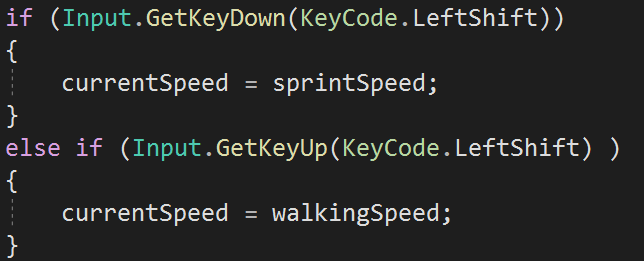 if (Input.GetKeyDown(KeyCode.LeftShift))
{
    currentSpeed = sprintSpeed;
}
else if (Input.GetKeyUp(KeyCode.LeftShift) )
{
    currentSpeed = walkingSpeed;
}